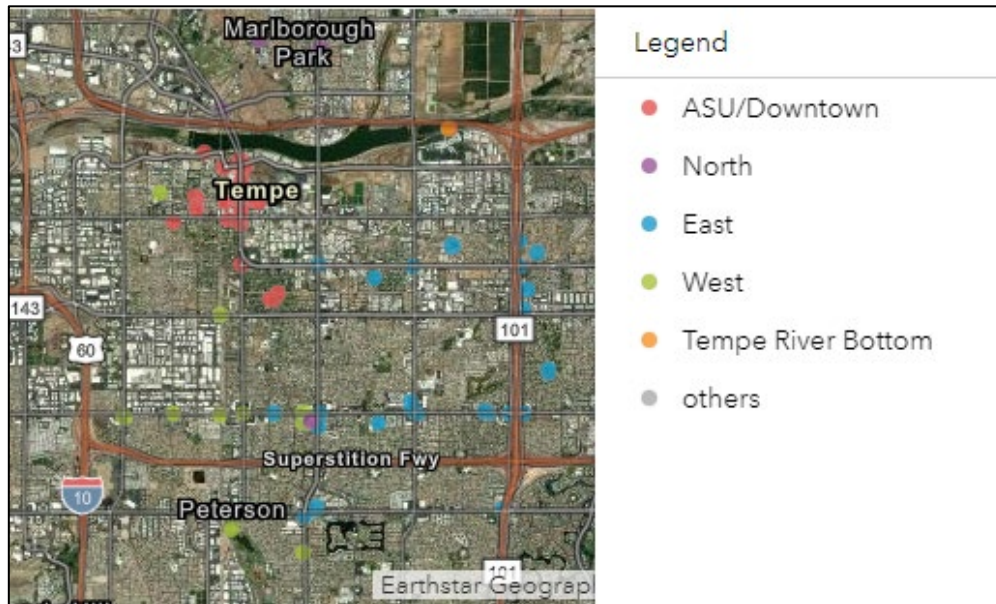 Marlborough
Park
Tempe
143
60
101
Superstition Fwy
10
Peterson
101
Earthstar Geograp
Legend
ASU/Downtown
North
East
West
Tempe River Bottom
others